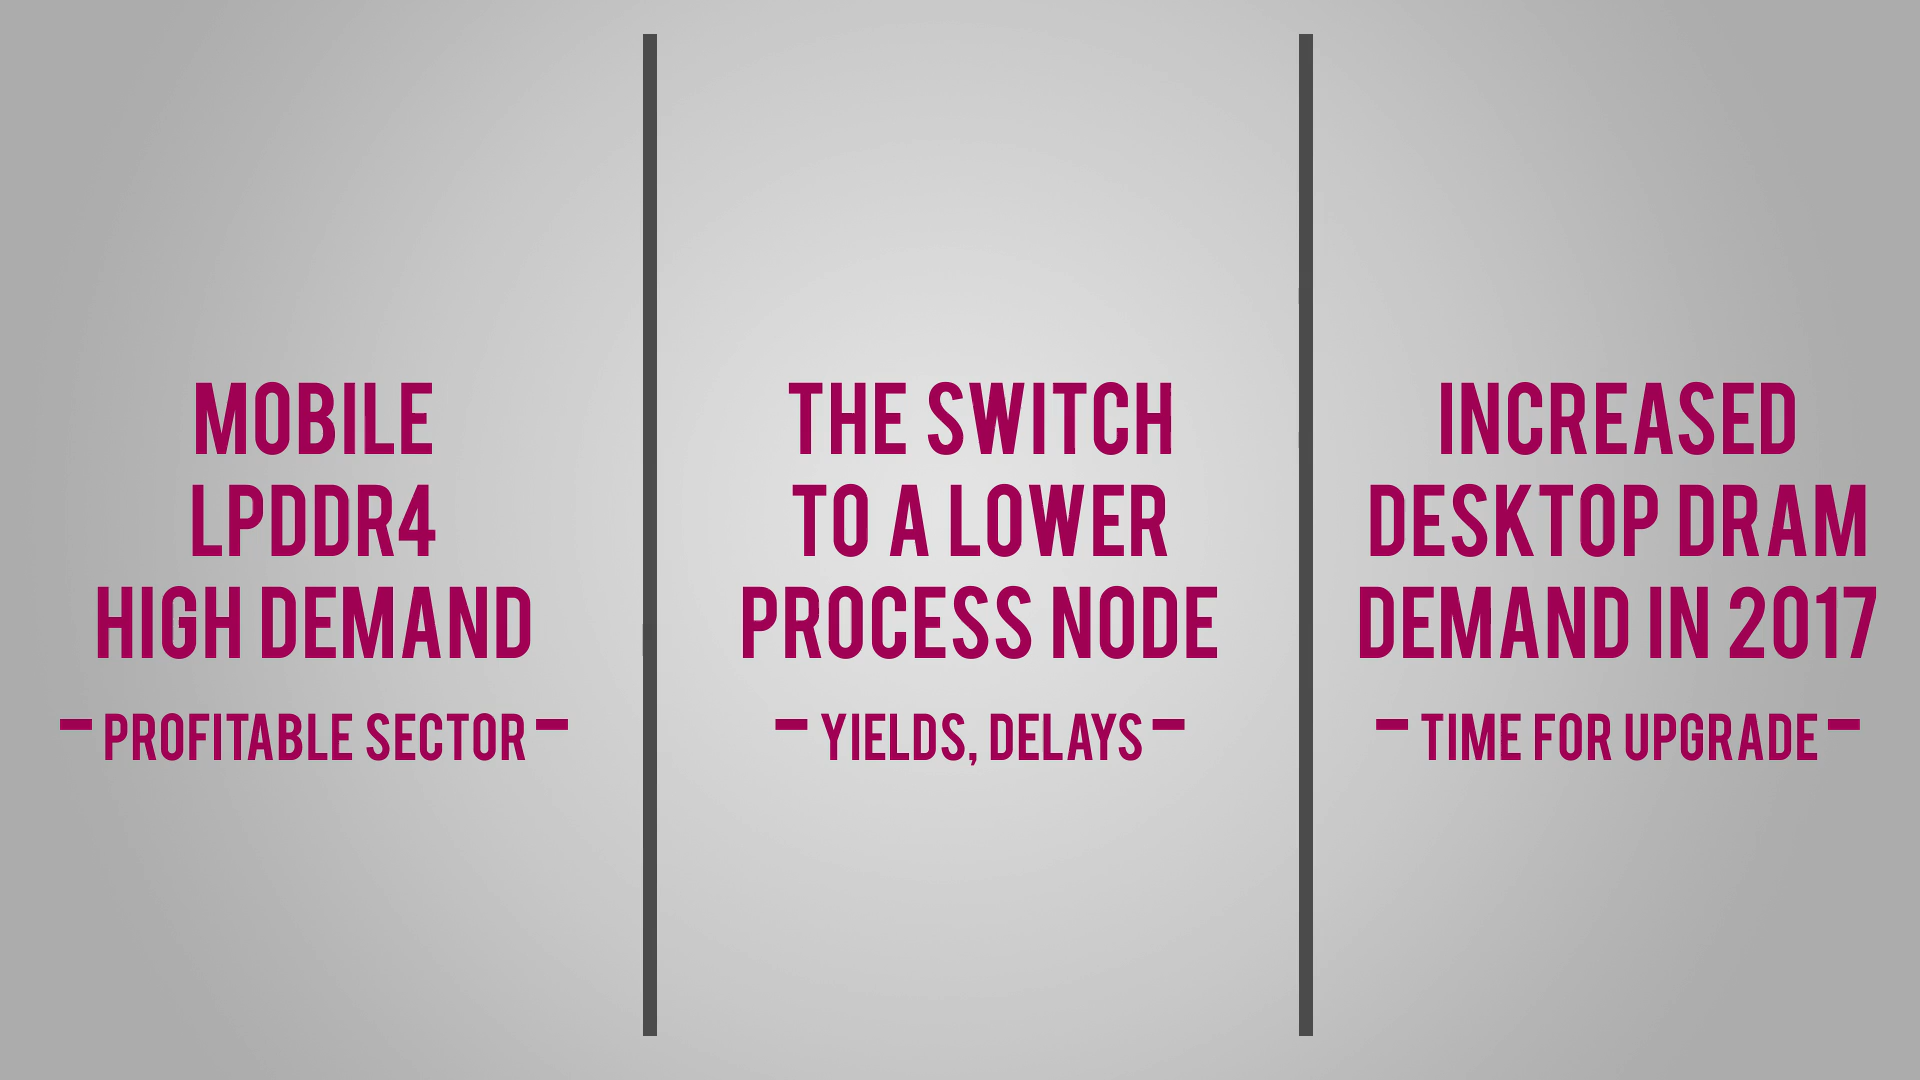 MOBILE
LPDDR4
HIGH DEMAND
- PROFITABLE SECTOR -
THE SWITCH
TO A LOWER
PROCESS NODE
- YIELDS, DELAYS -
INCREASED
DESKTOP DRAM
DEMAND IN 2017
- TIME FOR UPGRADE -